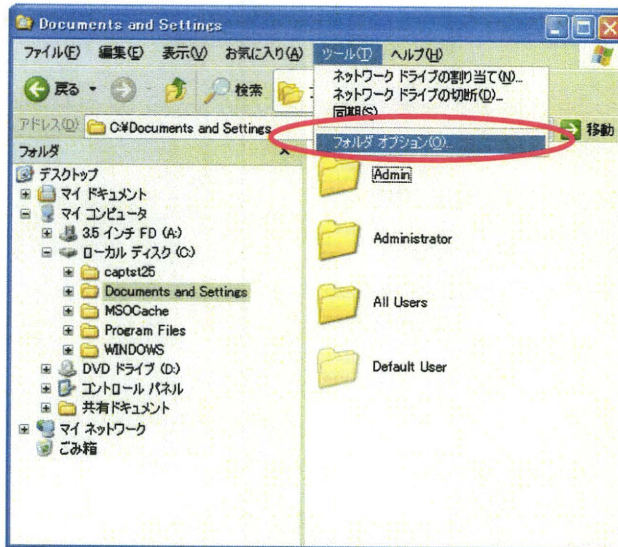 Documents and Settings
ファイル(F) 編集(E) 表示(V) お気に入り(A) ツール(T) ヘルプ(H)
ネットワーク ドライブの割り当て(N)...
ネットワーク ドライブの切断(D)...
同期(S)
フォルダ オプション(O)...
戻る 検索
アドレス(D) C:¥Documents and Settings 移動
フォルダ ×
デスクトップ
マイ ドキュメント
マイ コンピュータ
3.5 インチ FD (A:)
ローカル ディスク (C:)
captst25
Documents and Settings
MSOCache
Program Files
WINDOWS
DVD ドライブ (D:)
コントロール パネル
共有ドキュメント
マイ ネットワーク
ごみ箱
Admin
Administrator
All Users
Default User